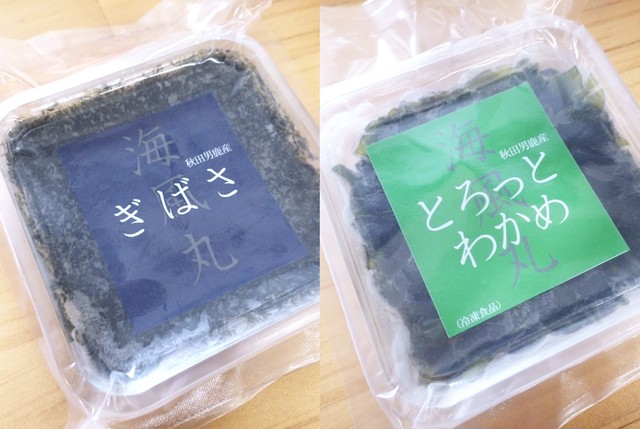 秋田男鹿産
海風丸
ぎばさ
秋田男鹿産
海風丸
とろっと
わかめ
(冷凍食品)